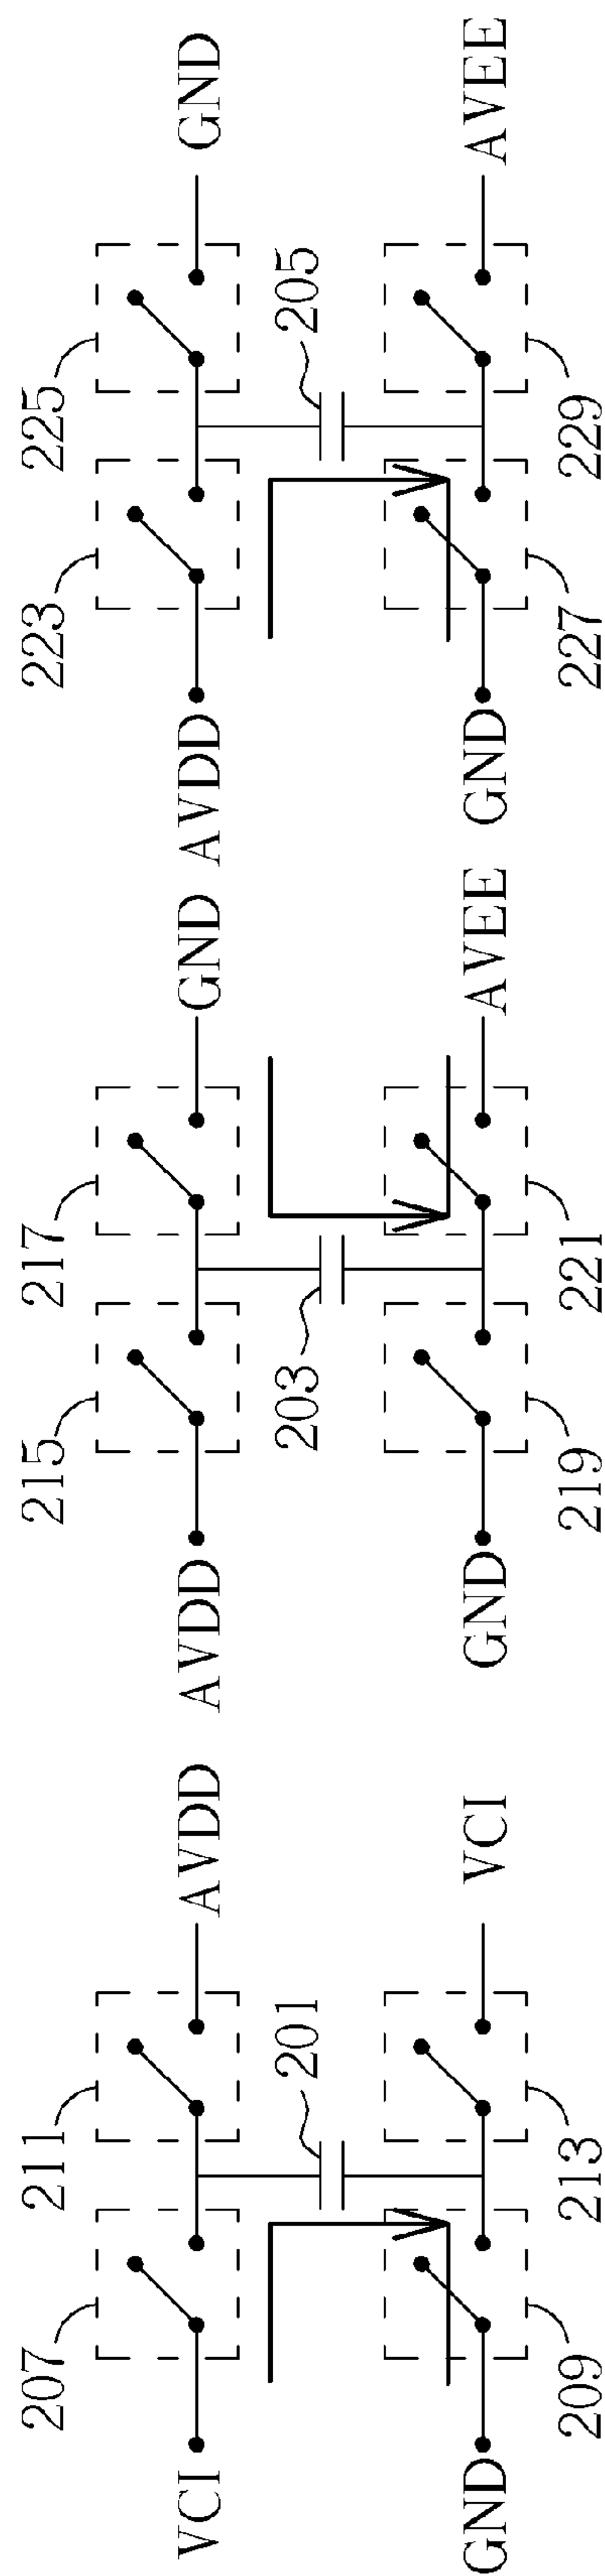 207 211 215 217 223 225
VCI AVDD AVDD GND AVDD GND
201 203 205
GND VCI GND AVEE GND AVEE
209 213 219 221 227 229